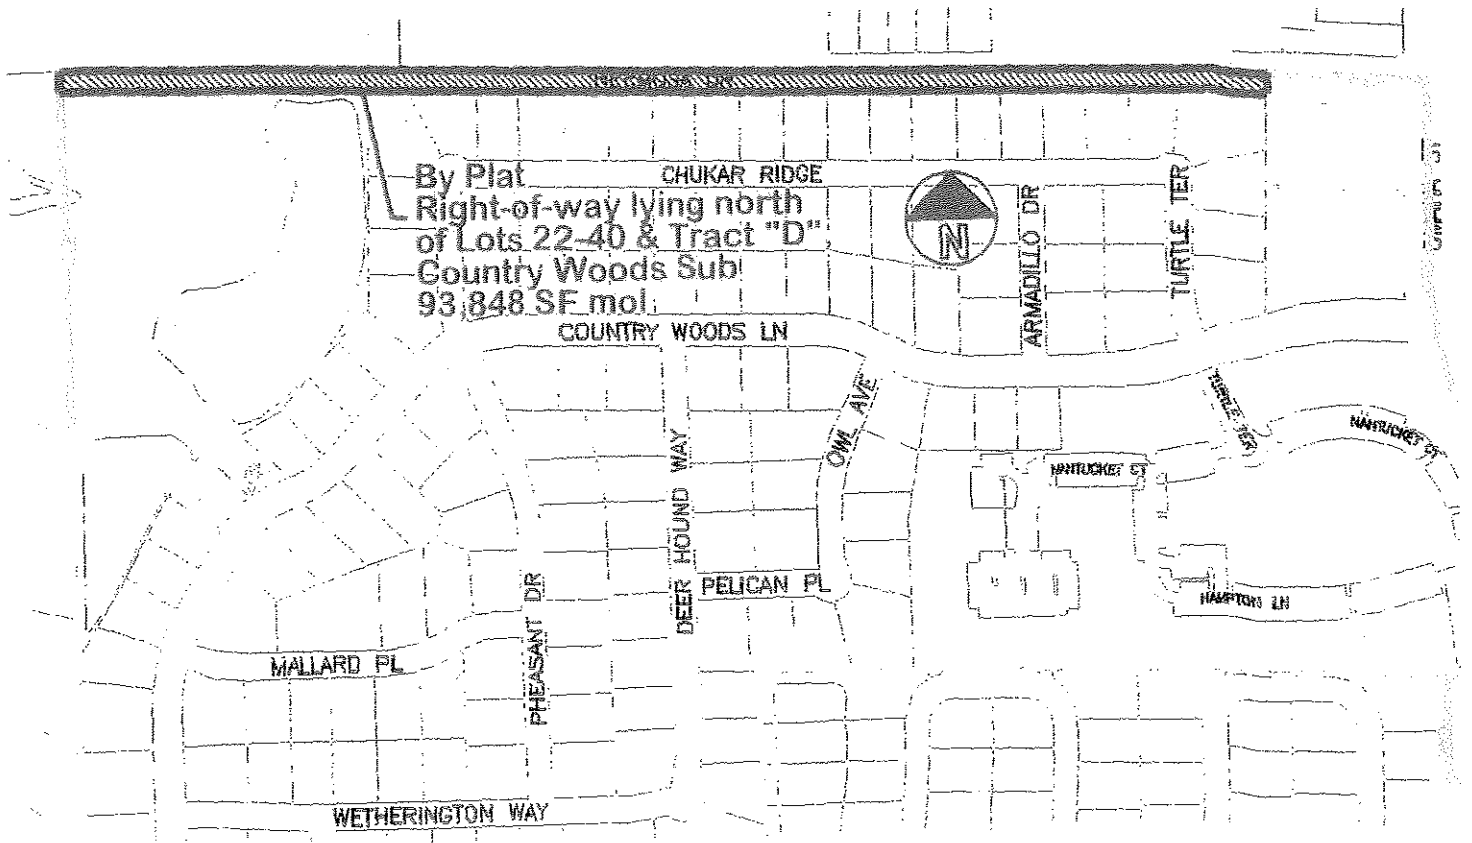 By Plat
Right-of-way lying north
of Lots 22-40 & Tract "D"
Country Woods Sub
93,848 SF mol
CHUKAR RIDGE
N
ARMADILLO DR
TURTLE TER
COUNTRY WOODS LN
OWL AVE
TURTLE TER
NANTUCKET CT
NANTUCKET CT
DEER HOUND WAY
PELICAN PL
HAMPTON LN
PHEASANT DR
MALLARD PL
WETHERINGTON WAY